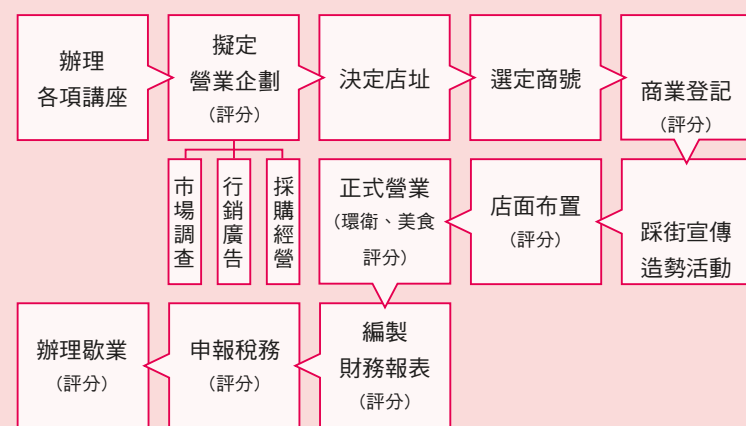 辦理
各項講座
擬定
營業企劃
（評分）
決定店址
選定商號
商業登記
（評分）
市場調查
行銷廣告
採購經營
踩街宣傳
造勢活動
店面布置
（評分）
正式營業
（環衛、美食
評分）
編製
財務報表
（評分）
申報稅務
（評分）
辦理歇業
（評分）